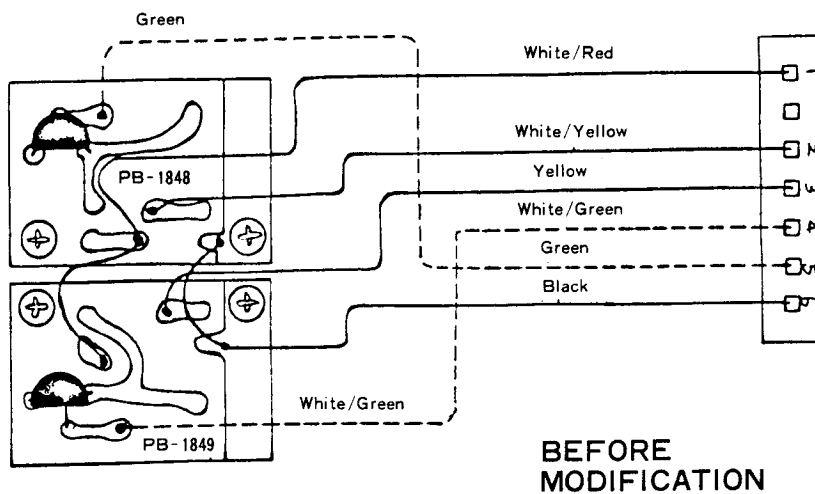 Green
White/Red
White/Yellow
Yellow
White/Green
Green
Black
PB-1848
White/Green
PB-1849
BEFORE
MODIFICATION